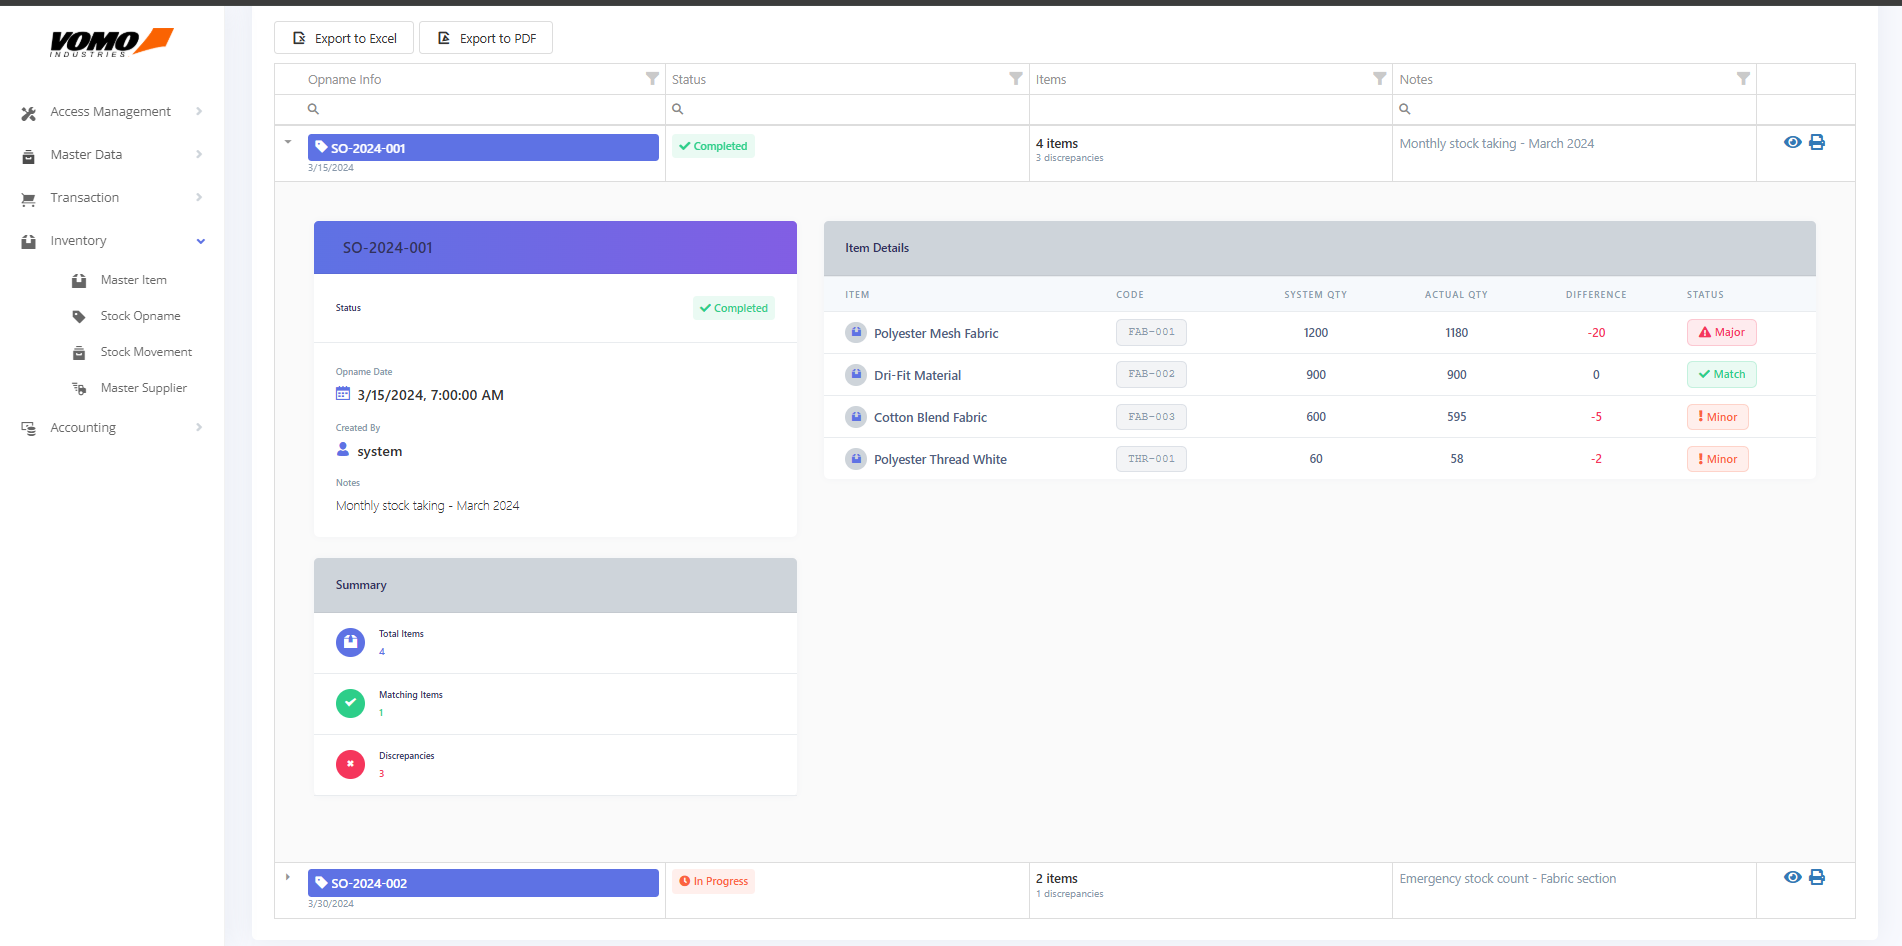 VOMO
INDUSTRIES
Access Management
Master Data
Transaction
Inventory
Master Item
Stock Opname
Stock Movement
Master Supplier
Accounting
Export to Excel
Export to PDF
Opname Info
Status
Items
Notes
SO-2024-001
3/15/2024
Completed
4 items
3 discrepancies
Monthly stock taking - March 2024
SO-2024-001
Status
Completed
Opname Date
3/15/2024, 7:00:00 AM
Created By
system
Notes
Monthly stock taking - March 2024
Summary
Total Items
4
Matching Items
1
Discrepancies
3
Item Details
ITEM CODE SYSTEM QTY ACTUAL QTY DIFFERENCE STATUS
Polyester Mesh Fabric FAB-001 1200 1180 -20 Major
Dri-Fit Material FAB-002 900 900 0 Match
Cotton Blend Fabric FAB-003 600 595 -5 Minor
Polyester Thread White THR-001 60 58 -2 Minor
SO-2024-002
3/30/2024
In Progress
2 items
1 discrepancies
Emergency stock count - Fabric section